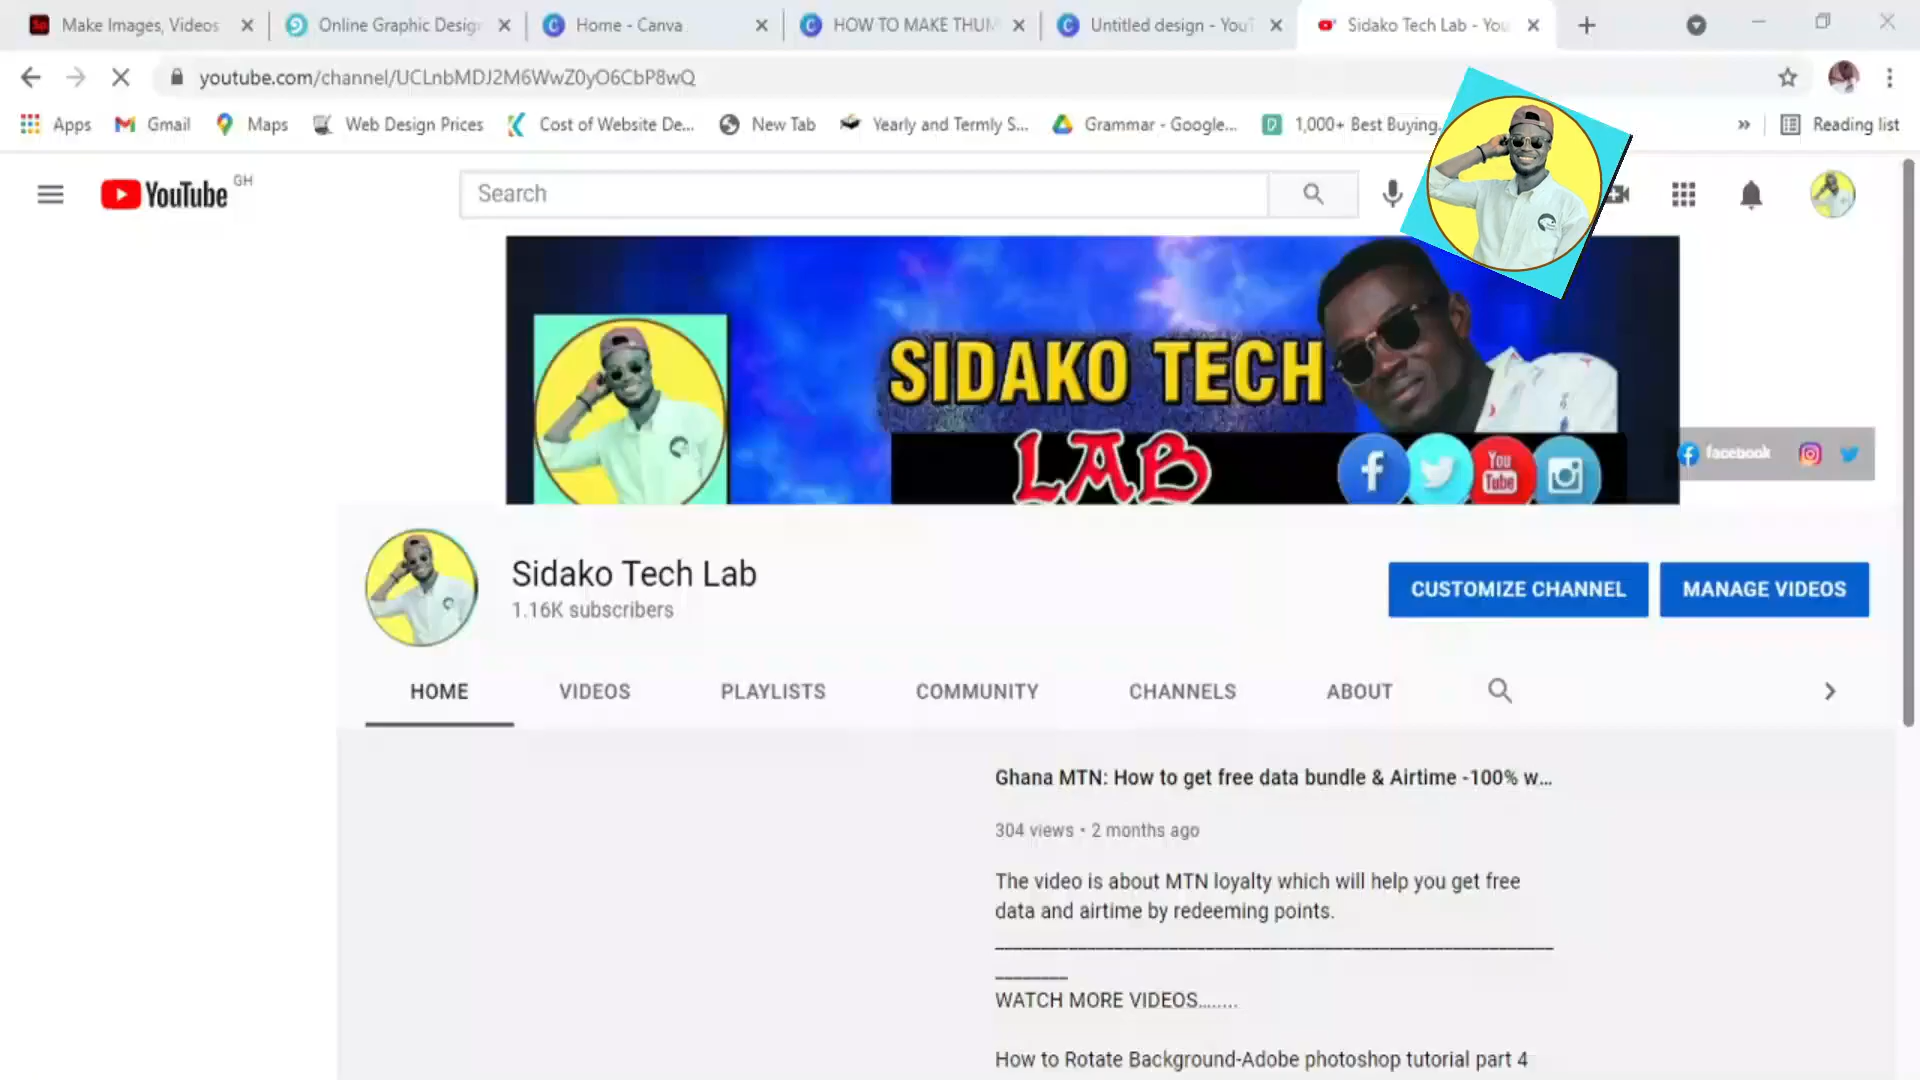 Make Images, Videos
Online Graphic Desig
Home - Canva
HOW TO MAKE THUM
Untitled design - YouT
Sidako Tech Lab - You
youtube.com/channel/UCLnbMDJ2M6WwZ0yO6CbP8wQ
Apps
Gmail
Maps
Web Design Prices
Cost of Website De...
New Tab
Yearly and Termly S...
Grammar - Google...
1,000+ Best Buying.
Reading list
YouTube GH
Search
SIDAKO TECH
LAB
You
Tube
facebook
Sidako Tech Lab
1.16K subscribers
CUSTOMIZE CHANNEL
MANAGE VIDEOS
HOME
VIDEOS
PLAYLISTS
COMMUNITY
CHANNELS
ABOUT
Ghana MTN: How to get free data bundle & Airtime -100% w...
304 views • 2 months ago
The video is about MTN loyalty which will help you get free
data and airtime by redeeming points.
WATCH MORE VIDEOS........
How to Rotate Background-Adobe photoshop tutorial part 4